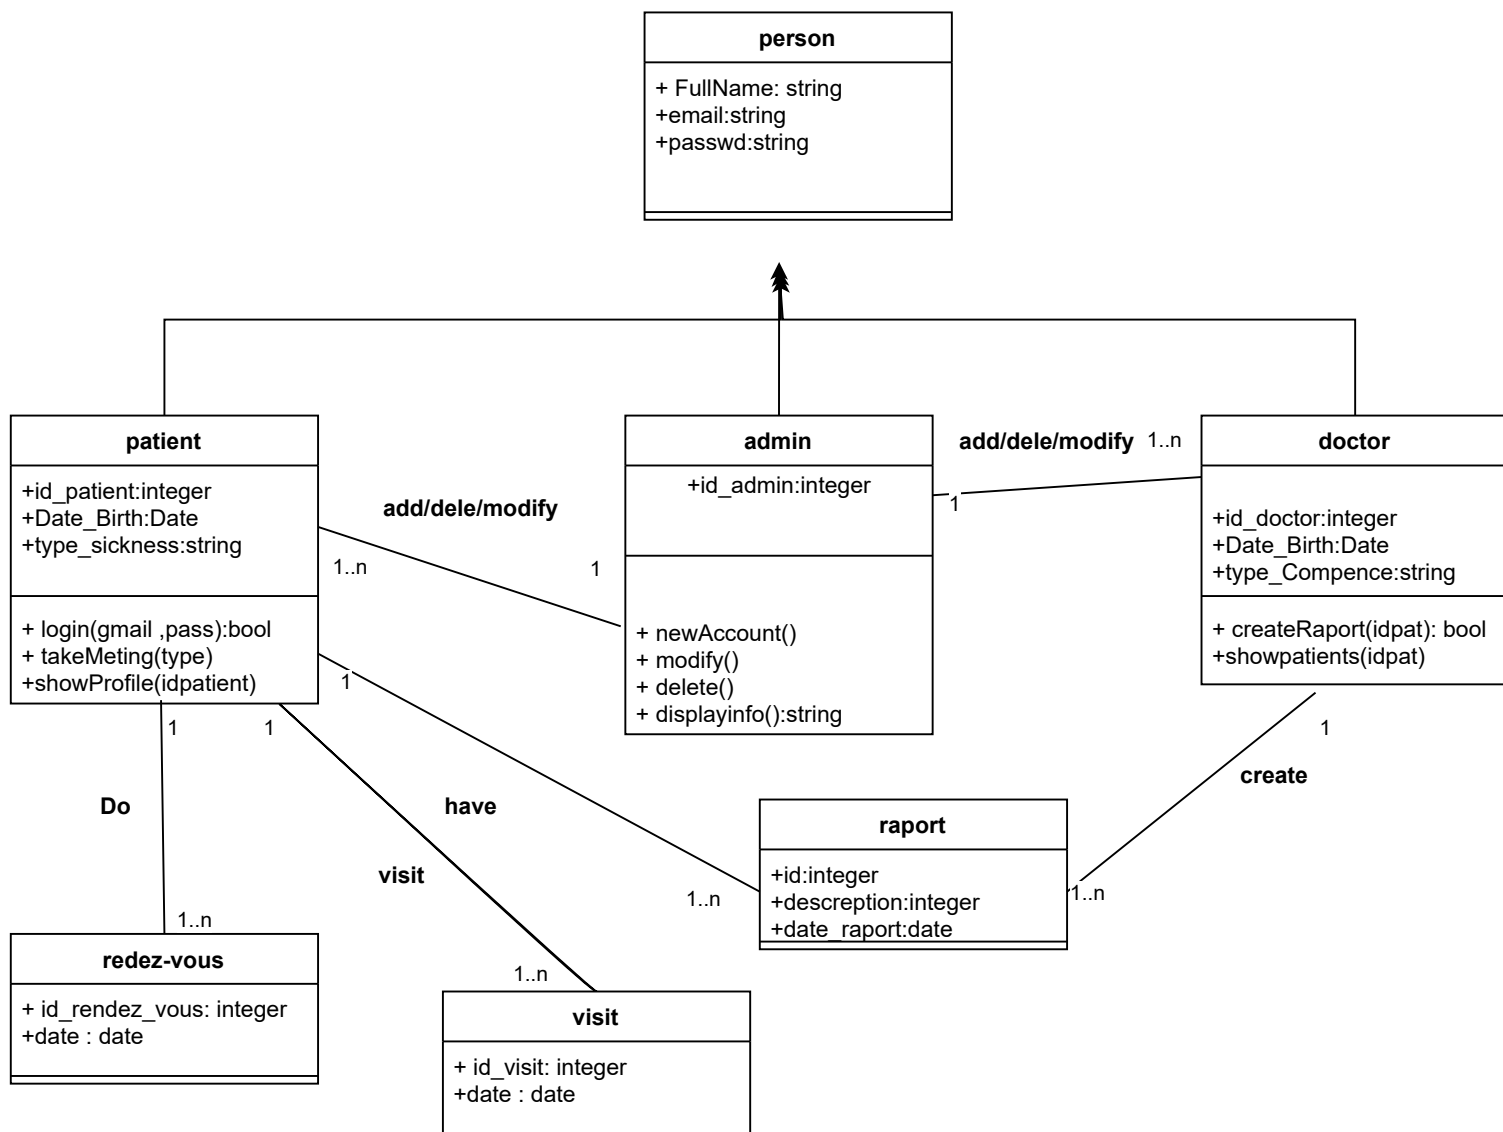 person
+ FullName: string
+email:string
+passwd:string
patient
+id_patient:integer
+Date_Birth:Date
+type_sickness:string
+ login(gmail ,pass):bool
+ takeMeting(type)
+showProfile(idpatient)
add/dele/modify
1..n
1
admin
+id_admin:integer
+ newAccount()
+ modify()
+ delete()
+ displayinfo():string
add/dele/modify
1..n
1
doctor
+id_doctor:integer
+Date_Birth:Date
+type_Compence:string
+ createRaport(idpat): bool
+showpatients(idpat)
1
1
1
1
Do
have
visit
create
1..n
1..n
1..n
1..n
raport
+id:integer
+descreption:integer
+date_raport:date
redez-vous
+ id_rendez_vous: integer
+date : date
visit
+ id_visit: integer
+date : date